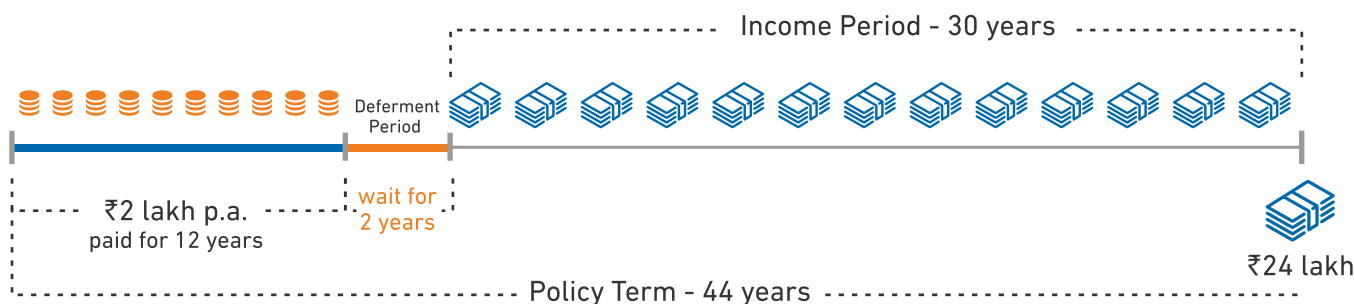 Income Period - 30 years
Deferment
Period
₹2 lakh p.a.
paid for 12 years
wait for
2 years
₹24 lakh
Policy Term - 44 years